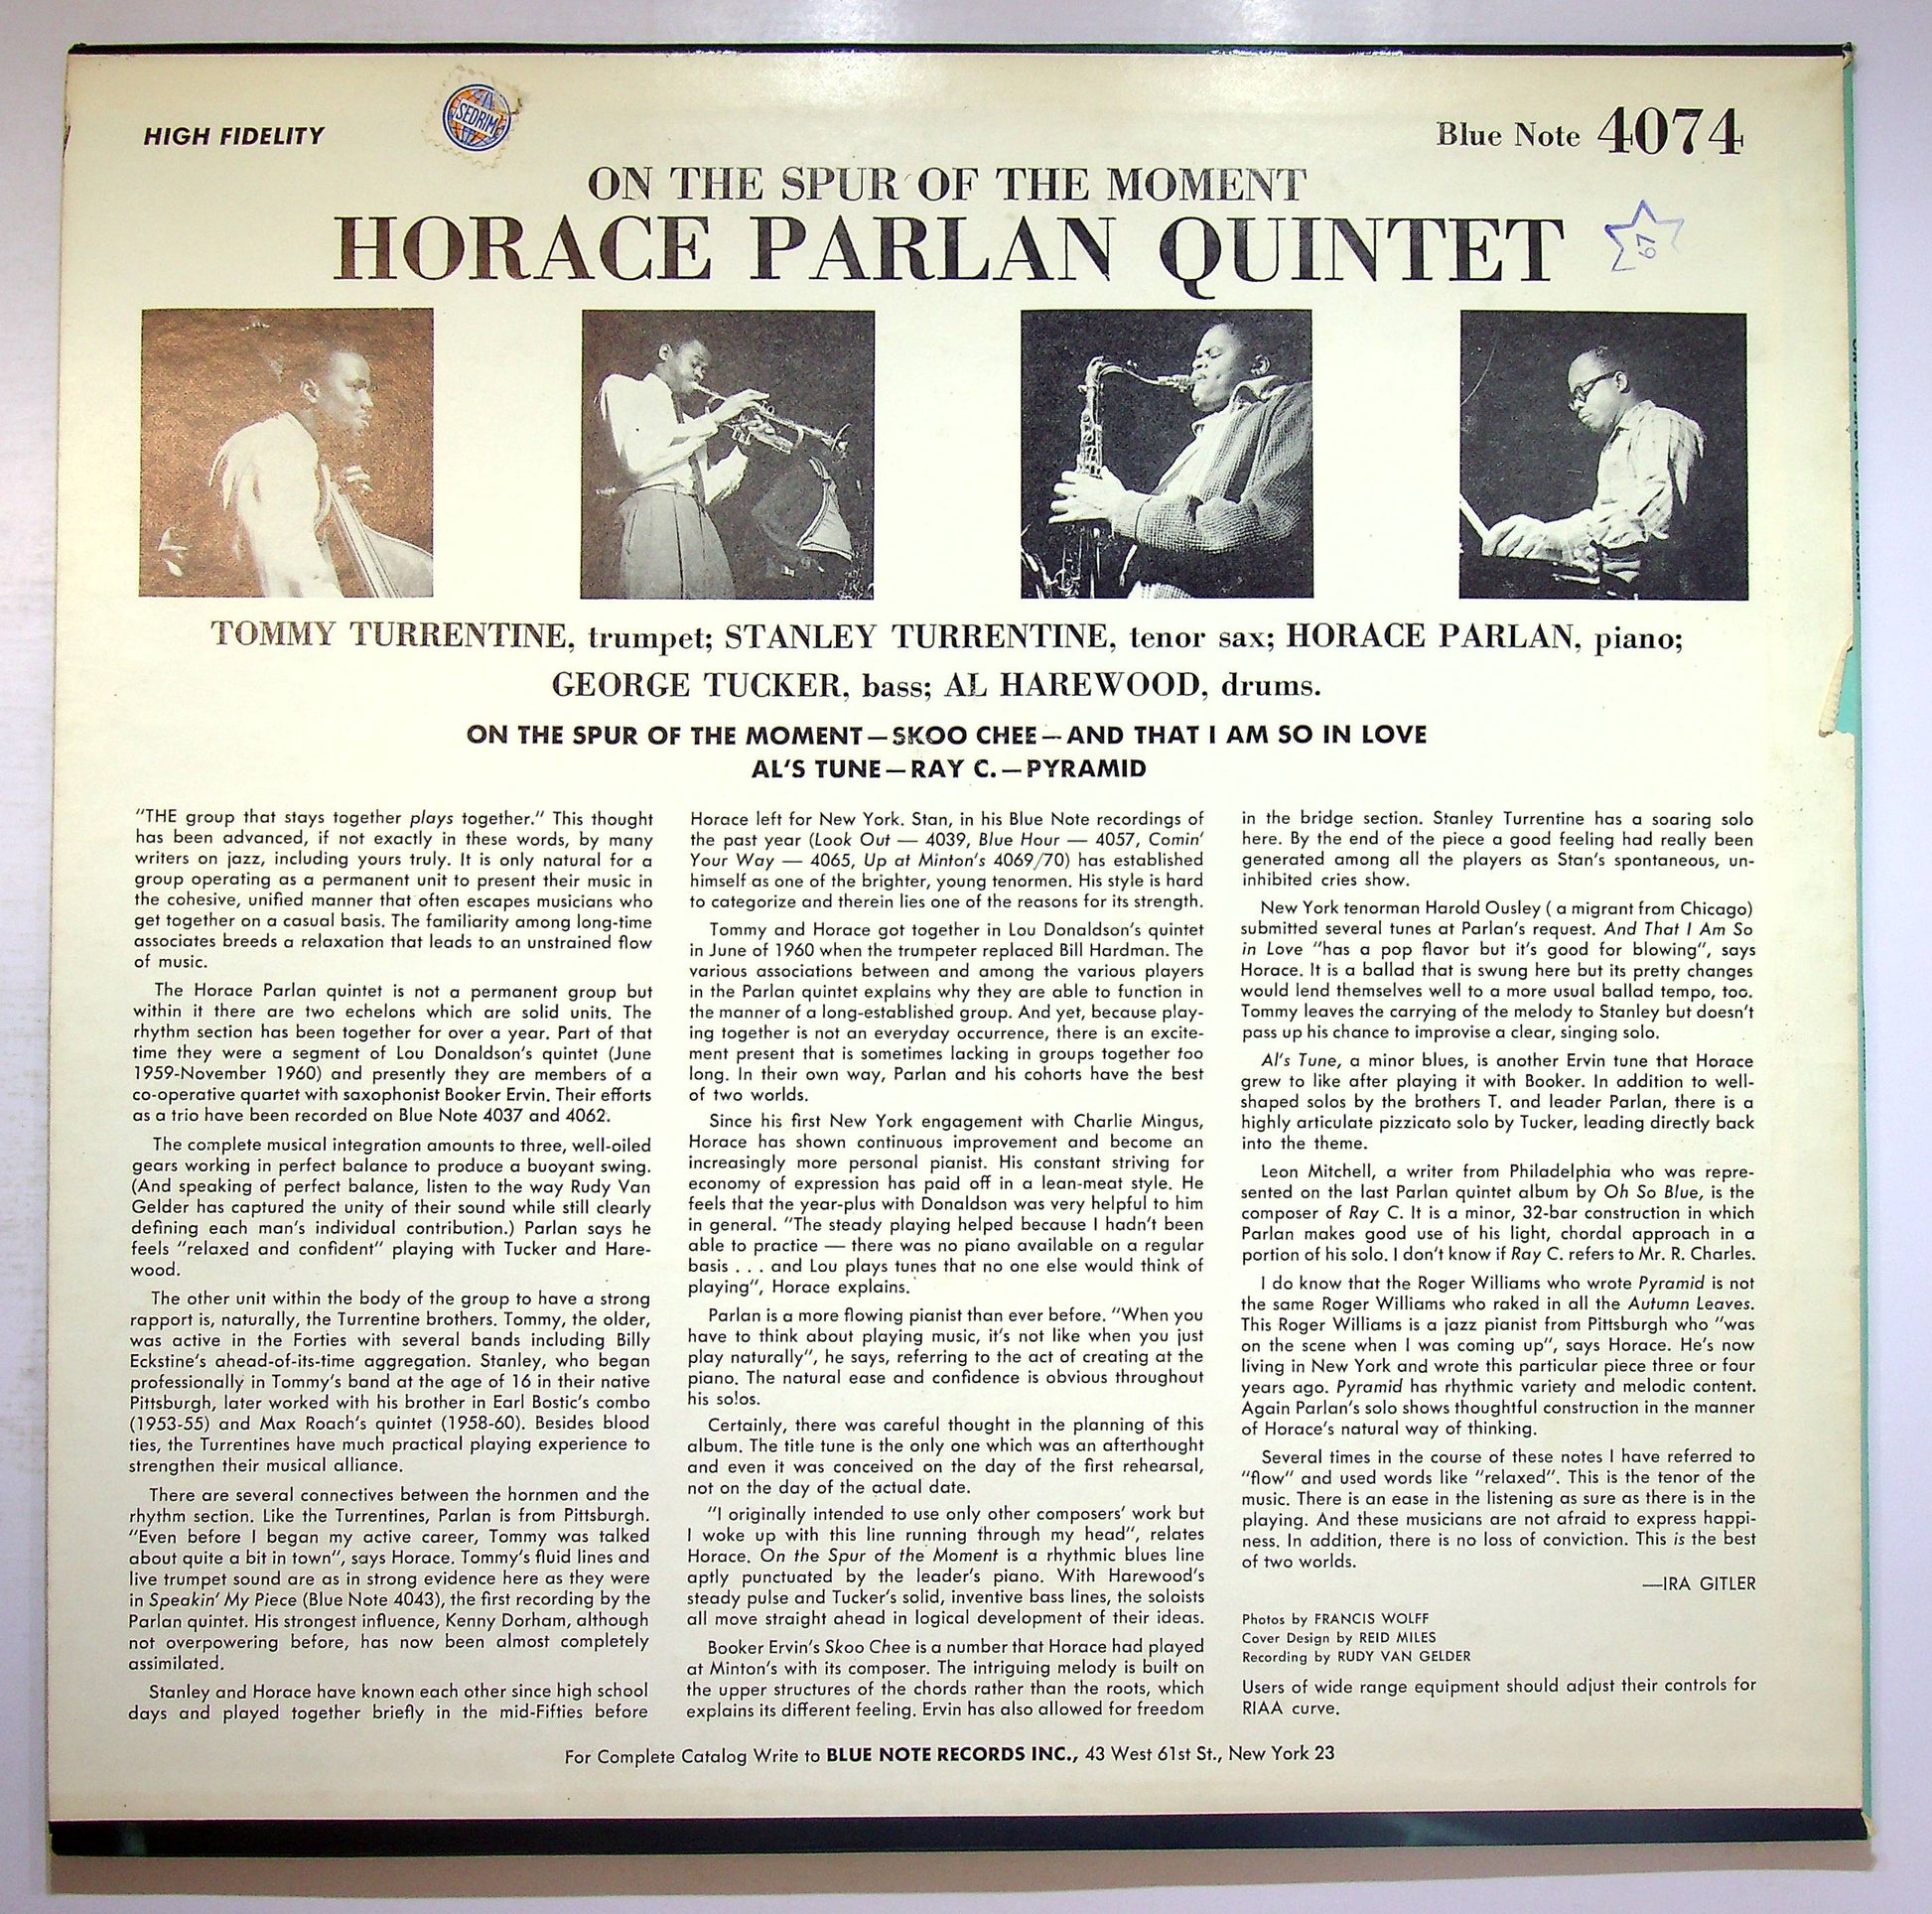 HIGH FIDELITY
SEDRIM
Blue Note 4074
ON THE SPUR OF THE MOMENT
HORACE PARLAN QUINTET
67
TOMMY TURRENTINE, trumpet; STANLEY TURRENTINE, tenor sax; HORACE PARLAN, piano;
GEORGE TUCKER, bass; AL HAREWOOD, drums.
ON THE SPUR OF THE MOMENT—SKOO CHEE—AND THAT I AM SO IN LOVE
AL'S TUNE—RAY C.—PYRAMID
"THE group that stays together plays together." This thought
has been advanced, if not exactly in these words, by many
writers on jazz, including yours truly. It is only natural for a
group operating as a permanent unit to present their music in
the cohesive, unified manner that often escapes musicians who
get together on a casual basis. The familiarity among long-time
associates breeds a relaxation that leads to an unstrained flow
of music.
The Horace Parlan quintet is not a permanent group but
within it there are two echelons which are solid units. The
rhythm section has been together for over a year. Part of that
time they were a segment of Lou Donaldson's quintet (June
1959-November 1960) and presently they are members of a
co-operative quartet with saxophonist Booker Ervin. Their efforts
as a trio have been recorded on Blue Note 4037 and 4062.
The complete musical integration amounts to three, well-oiled
gears working in perfect balance to produce a buoyant swing.
(And speaking of perfect balance, listen to the way Rudy Van
Gelder has captured the unity of their sound while still clearly
defining each man's individual contribution.) Parlan says he
feels "relaxed and confident" playing with Tucker and Hare-
wood.
The other unit within the body of the group to have a strong
rapport is, naturally, the Turrentine brothers. Tommy, the older,
was active in the Forties with several bands including Billy
Eckstine's ahead-of-its-time aggregation. Stanley, who began
professionally in Tommy's band at the age of 16 in their native
Pittsburgh, later worked with his brother in Earl Bostic's combo
(1953-55) and Max Roach's quintet (1958-60). Besides blood
ties, the Turrentines have much practical playing experience to
strengthen their musical alliance.
There are several connectives between the hornmen and the
rhythm section. Like the Turrentines, Parlan is from Pittsburgh.
"Even before I began my active career, Tommy was talked
about quite a bit in town", says Horace. Tommy's fluid lines and
live trumpet sound are as in strong evidence here as they were
in Speakin' My Piece (Blue Note 4043), the first recording by the
Parlan quintet. His strongest influence, Kenny Dorham, although
not overpowering before, has now been almost completely
assimilated.
Stanley and Horace have known each other since high school
days and played together briefly in the mid-Fifties before
Horace left for New York. Stan, in his Blue Note recordings of
the past year (Look Out — 4039, Blue Hour — 4057, Comin'
Your Way — 4065, Up at Minton's 4069/70) has established
himself as one of the brighter, young tenormen. His style is hard
to categorize and therein lies one of the reasons for its strength.
Tommy and Horace got together in Lou Donaldson's quintet
in June of 1960 when the trumpeter replaced Bill Hardman. The
various associations between and among the various players
in the Parlan quintet explains why they are able to function in
the manner of a long-established group. And yet, because play-
ing together is not an everyday occurrence, there is an excite-
ment present that is sometimes lacking in groups together too
long. In their own way, Parlan and his cohorts have the best
of two worlds.
Since his first New York engagement with Charlie Mingus,
Horace has shown continuous improvement and become an
increasingly more personal pianist. His constant striving for
economy of expression has paid off in a lean-meat style. He
feels that the year-plus with Donaldson was very helpful to him
in general. "The steady playing helped because I hadn't been
able to practice — there was no piano available on a regular
basis . . . and Lou plays tunes that no one else would think of
playing", Horace explains.
Parlan is a more flowing pianist than ever before. "When you
have to think about playing music, it's not like when you just
play naturally", he says, referring to the act of creating at the
piano. The natural ease and confidence is obvious throughout
his solos.
Certainly, there was careful thought in the planning of this
album. The title tune is the only one which was an afterthought
and even it was conceived on the day of the first rehearsal,
not on the day of the actual date.
"I originally intended to use only other composers' work but
I woke up with this line running through my head", relates
Horace. On the Spur of the Moment is a rhythmic blues line
aptly punctuated by the leader's piano. With Harewood's
steady pulse and Tucker's solid, inventive bass lines, the soloists
all move straight ahead in logical development of their ideas.
Booker Ervin's Skoo Chee is a number that Horace had played
at Minton's with its composer. The intriguing melody is built on
the upper structures of the chords rather than the roots, which
explains its different feeling. Ervin has also allowed for freedom
in the bridge section. Stanley Turrentine has a soaring solo
here. By the end of the piece a good feeling had really been
generated among all the players as Stan's spontaneous, un-
inhibited cries show.
New York tenorman Harold Ousley ( a migrant from Chicago)
submitted several tunes at Parlan's request. And That I Am So
in Love "has a pop flavor but it's good for blowing", says
Horace. It is a ballad that is swung here but its pretty changes
would lend themselves well to a more usual ballad tempo, too.
Tommy leaves the carrying of the melody to Stanley but doesn't
pass up his chance to improvise a clear, singing solo.
Al's Tune, a minor blues, is another Ervin tune that Horace
grew to like after playing it with Booker. In addition to well-
shaped solos by the brothers T. and leader Parlan, there is a
highly articulate pizzicato solo by Tucker, leading directly back
into the theme.
Leon Mitchell, a writer from Philadelphia who was repre-
sented on the last Parlan quintet album by Oh So Blue, is the
composer of Ray C. It is a minor, 32-bar construction in which
Parlan makes good use of his light, chordal approach in a
portion of his solo. I don't know if Ray C. refers to Mr. R. Charles.
I do know that the Roger Williams who wrote Pyramid is not
the same Roger Williams who raked in all the Autumn Leaves.
This Roger Williams is a jazz pianist from Pittsburgh who "was
on the scene when I was coming up", says Horace. He's now
living in New York and wrote this particular piece three or four
years ago. Pyramid has rhythmic variety and melodic content.
Again Parlan's solo shows thoughtful construction in the manner
of Horace's natural way of thinking.
Several times in the course of these notes I have referred to
"flow" and used words like "relaxed". This is the tenor of the
music. There is an ease in the listening as sure as there is in the
playing. And these musicians are not afraid to express happi-
ness. In addition, there is no loss of conviction. This is the best
of two worlds.
—IRA GITLER
Photos by FRANCIS WOLFF
Cover Design by REID MILES
Recording by RUDY VAN GELDER
Users of wide range equipment should adjust their controls for
RIAA curve.
For Complete Catalog Write to BLUE NOTE RECORDS INC., 43 West 61st St., New York 23